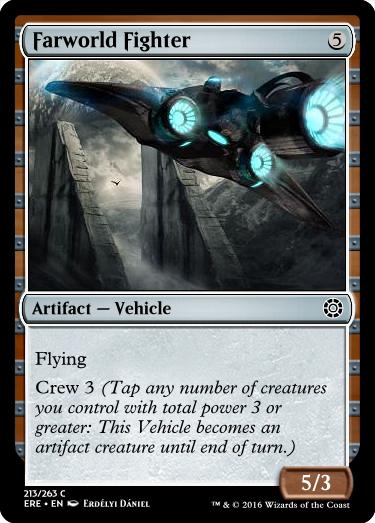 Farworld Fighter 5
Artifact — Vehicle
Flying
Crew 3 (Tap any number of creatures
you control with total power 3 or
greater: This Vehicle becomes an
artifact creature until end of turn.)
5/3
213/263 C
ERE • EN Erdélyi Dániel
™ & © 2016 Wizards of the Coast